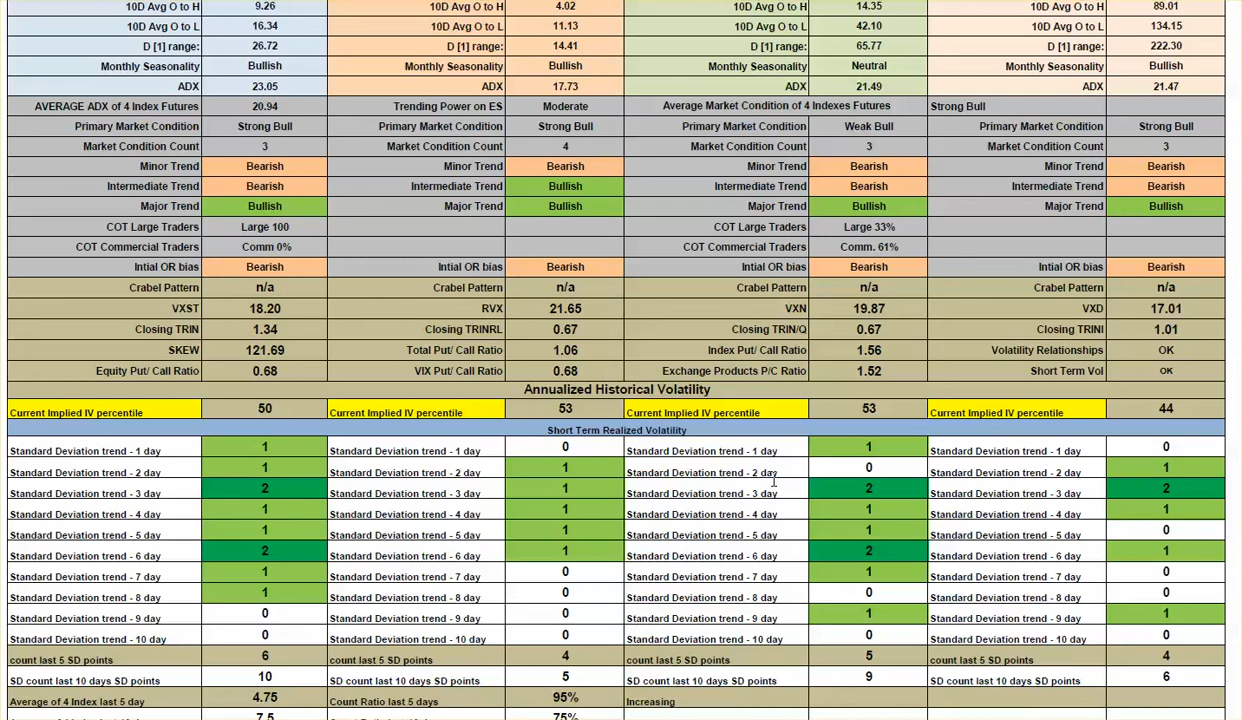 10D Avg O to H 9.26 10D Avg O to H 4.02 10D Avg O to H 14.35 10D Avg O to H 89.01
10D Avg O to L 16.34 10D Avg O to L 11.13 10D Avg O to L 42.10 10D Avg O to L 134.15
D [1] range: 26.72 D [1] range: 14.41 D [1] range: 65.77 D [1] range: 222.30
Monthly Seasonality Bullish Monthly Seasonality Bullish Monthly Seasonality Neutral Monthly Seasonality Bullish
ADX 23.05 ADX 17.73 ADX 21.49 ADX 21.47
AVERAGE ADX of 4 Index Futures 20.94 Trending Power on ES Moderate Average Market Condition of 4 Indexes Futures Strong Bull
Primary Market Condition Strong Bull Primary Market Condition Strong Bull Primary Market Condition Weak Bull Primary Market Condition Strong Bull
Market Condition Count 3 Market Condition Count 4 Market Condition Count 3 Market Condition Count 3
Minor Trend Bearish Minor Trend Bearish Minor Trend Bearish Minor Trend Bearish
Intermediate Trend Bearish Intermediate Trend Bullish Intermediate Trend Bearish Intermediate Trend Bearish
Major Trend Bullish Major Trend Bullish Major Trend Bullish Major Trend Bullish
COT Large Traders Large 100 COT Large Traders Large 33%
COT Commercial Traders Comm 0% COT Commercial Traders Comm. 61%
Intial OR bias Bearish Intial OR bias Bearish Intial OR bias Bearish Intial OR bias Bearish
Crabel Pattern n/a Crabel Pattern n/a Crabel Pattern n/a Crabel Pattern n/a
VXST 18.20 RVX 21.65 VXN 19.87 VXD 17.01
Closing TRIN 1.34 Closing TRINRL 0.67 Closing TRIN/Q 0.67 Closing TRINI 1.01
SKEW 121.69 Total Put/ Call Ratio 1.06 Index Put/ Call Ratio 1.56 Volatility Relationships OK
Equity Put/ Call Ratio 0.68 VIX Put/ Call Ratio 0.68 Exchange Products P/C Ratio 1.52 Short Term Vol OK
Annualized Historical Volatility
Current Implied IV percentile 50 Current Implied IV percentile 53 Current Implied IV percentile 53 Current Implied IV percentile 44
Short Term Realized Volatility
Standard Deviation trend - 1 day 1 Standard Deviation trend - 1 day 0 Standard Deviation trend - 1 day 1 Standard Deviation trend - 1 day 0
Standard Deviation trend - 2 day 1 Standard Deviation trend - 2 day 1 Standard Deviation trend - 2 day 0 Standard Deviation trend - 2 day 1
Standard Deviation trend - 3 day 2 Standard Deviation trend - 3 day 1 Standard Deviation trend - 3 day 2 Standard Deviation trend - 3 day 2
Standard Deviation trend - 4 day 1 Standard Deviation trend - 4 day 1 Standard Deviation trend - 4 day 1 Standard Deviation trend - 4 day 1
Standard Deviation trend - 5 day 1 Standard Deviation trend - 5 day 1 Standard Deviation trend - 5 day 1 Standard Deviation trend - 5 day 0
Standard Deviation trend - 6 day 2 Standard Deviation trend - 6 day 1 Standard Deviation trend - 6 day 2 Standard Deviation trend - 6 day 1
Standard Deviation trend - 7 day 1 Standard Deviation trend - 7 day 0 Standard Deviation trend - 7 day 1 Standard Deviation trend - 7 day 0
Standard Deviation trend - 8 day 1 Standard Deviation trend - 8 day 0 Standard Deviation trend - 8 day 0 Standard Deviation trend - 8 day 0
Standard Deviation trend - 9 day 0 Standard Deviation trend - 9 day 0 Standard Deviation trend - 9 day 1 Standard Deviation trend - 9 day 1
Standard Deviation trend - 10 day 0 Standard Deviation trend - 10 day 0 Standard Deviation trend - 10 day 0 Standard Deviation trend - 10 day 0
count last 5 SD points 6 count last 5 SD points 4 count last 5 SD points 5 count last 5 SD points 4
SD count last 10 days SD points 10 SD count last 10 days SD points 5 SD count last 10 days SD points 9 SD count last 10 days SD points 6
Average of 4 Index last 5 day 4.75 Count Ratio last 5 days 95% Increasing
7.5 75%